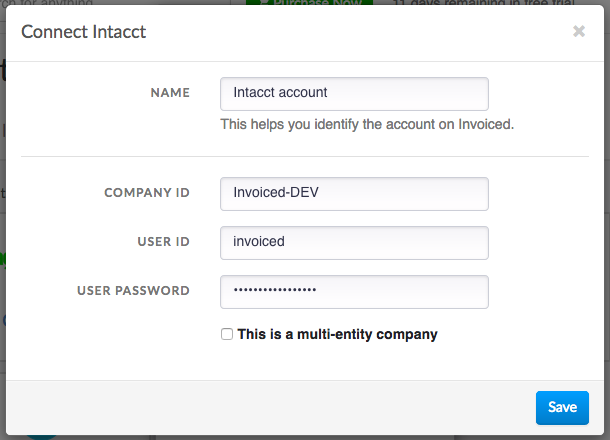 Purchase Now 11 days remaining in free trial
Connect Intacct ×
NAME Intacct account
This helps you identify the account on Invoiced.
COMPANY ID Invoiced-DEV
USER ID invoiced
USER PASSWORD •••••••••••••••••
This is a multi-entity company
Save